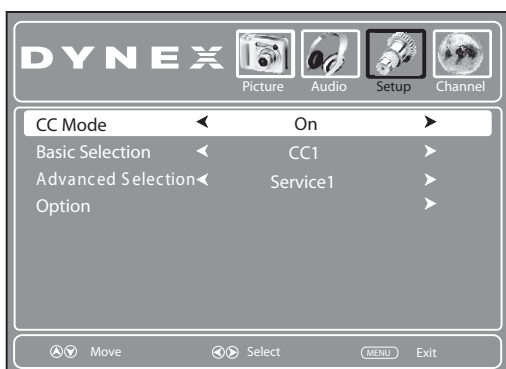 DYNEX
Picture Audio Setup Channel
CC Mode On
Basic Selection CC1
Advanced Selection Service1
Option
Move Select MENU Exit